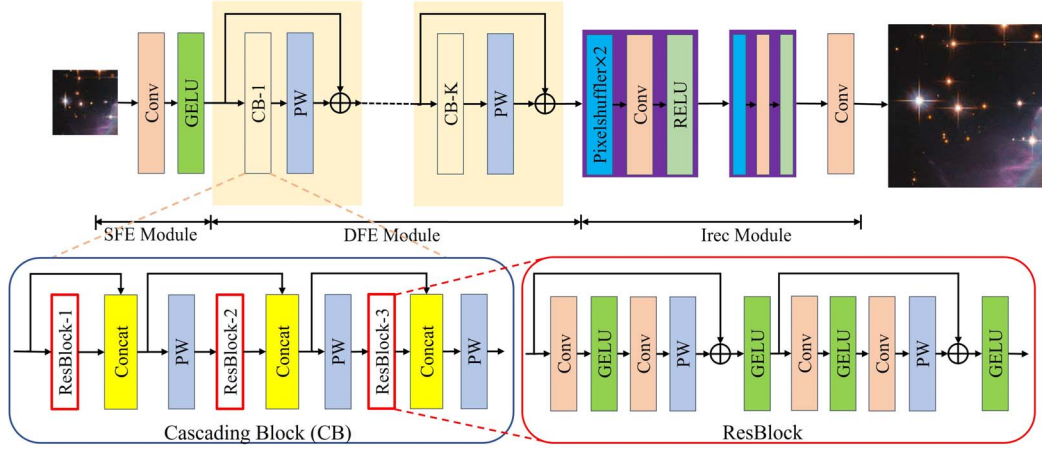 Conv
GELU
CB-1
PW
CB-K
PW
Pixelshuffler×2
Conv
RELU
Conv
SFE Module
DFE Module
Irec Module
ResBlock-1
Concat
PW
ResBlock-2
Concat
PW
ResBlock-3
Concat
PW
Cascading Block (CB)
Conv
GELU
Conv
PW
GELU
Conv
GELU
Conv
PW
GELU
ResBlock